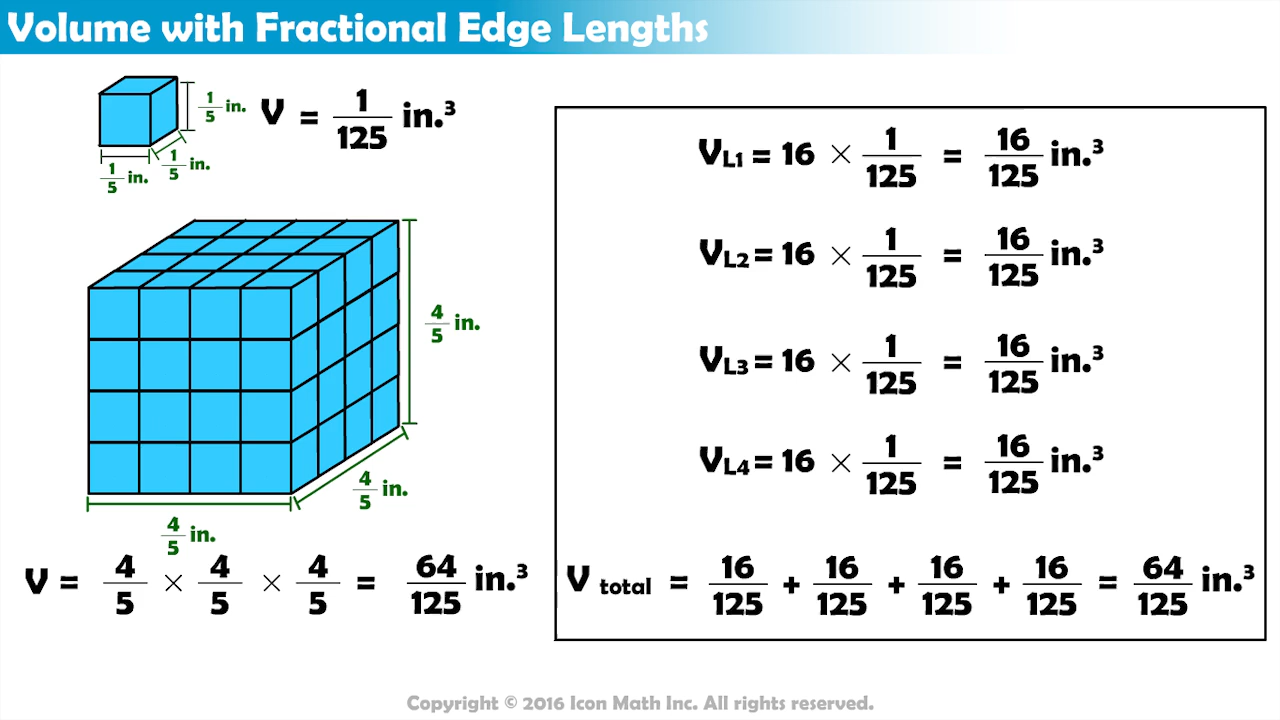 Volume with Fractional Edge Lengths
1/5 in.
1/5 in.
1/5 in.
V = 1/125 in.³
4/5 in.
4/5 in.
4/5 in.
V = 4/5 × 4/5 × 4/5 = 64/125 in.³
VL1 = 16 × 1/125 = 16/125 in.³
VL2 = 16 × 1/125 = 16/125 in.³
VL3 = 16 × 1/125 = 16/125 in.³
VL4 = 16 × 1/125 = 16/125 in.³
V total = 16/125 + 16/125 + 16/125 + 16/125 = 64/125 in.³
Copyright © 2016 Icon Math Inc. All rights reserved.